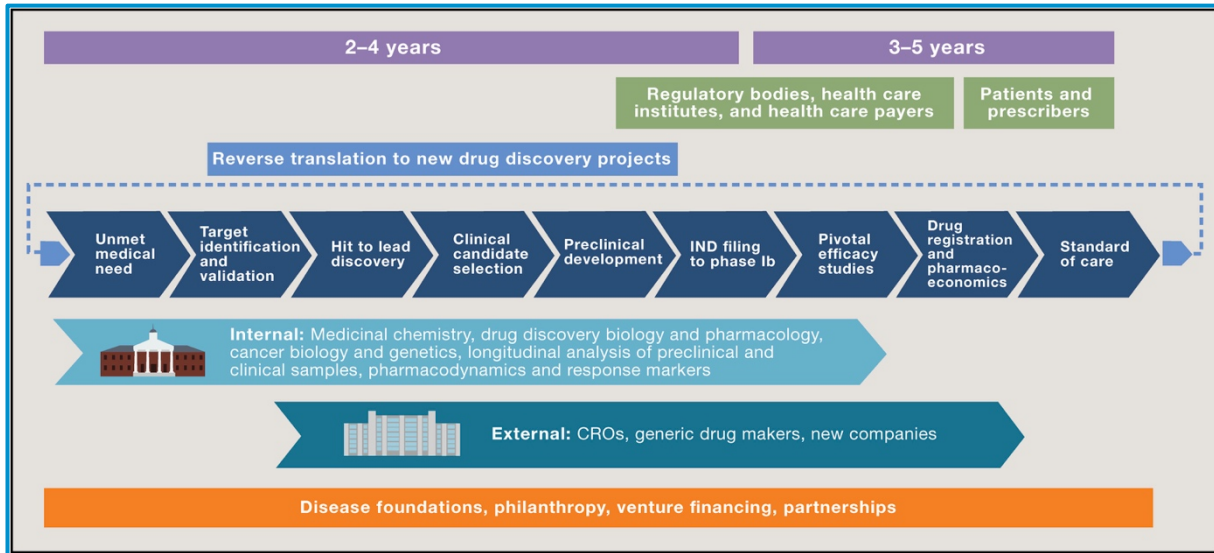 2–4 years
3–5 years
Regulatory bodies, health care
institutes, and health care payers
Patients and
prescribers
Reverse translation to new drug discovery projects
Unmet
medical
need
Target
identification
and
validation
Hit to lead
discovery
Clinical
candidate
selection
Preclinical
development
IND filing
to phase Ib
Pivotal
efficacy
studies
Drug
registration
and
pharmaco-
economics
Standard
of care
Internal: Medicinal chemistry, drug discovery biology and pharmacology,
cancer biology and genetics, longitudinal analysis of preclinical and
clinical samples, pharmacodynamics and response markers
External: CROs, generic drug makers, new companies
Disease foundations, philanthropy, venture financing, partnerships